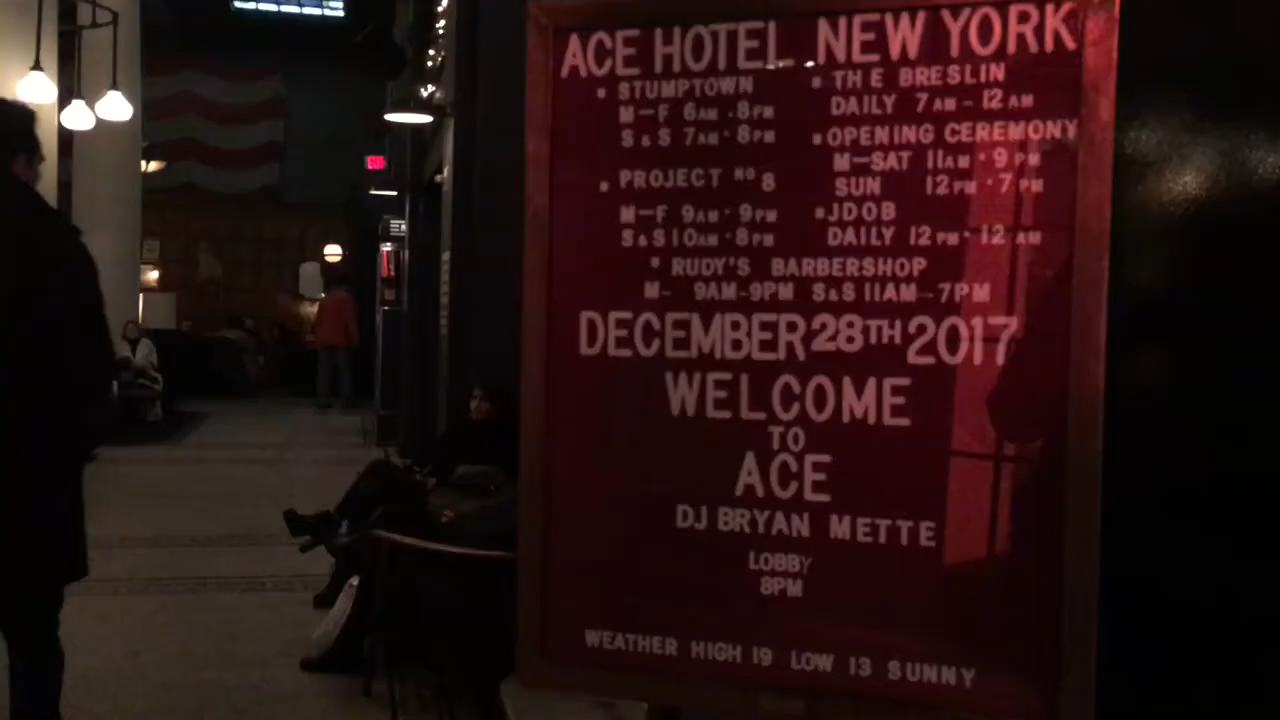 ACE HOTEL NEW YORK
STUMPTOWN
M-F 6AM-8PM
S&S 7AM-8PM
PROJECT NO 8
M-F 9AM-9PM
S&S 10AM-8PM
THE BRESLIN
DAILY 7AM-12AM
OPENING CEREMONY
M-SAT 11AM-9PM
SUN 12PM-7PM
JDOB
DAILY 12PM-12AM
RUDY'S BARBERSHOP
M- 9AM-9PM S&S 11AM-7PM
DECEMBER 28TH 2017
WELCOME
TO
ACE
DJ BRYAN METTE
LOBBY
8PM
WEATHER HIGH 19 LOW 13 SUNNY
EXIT